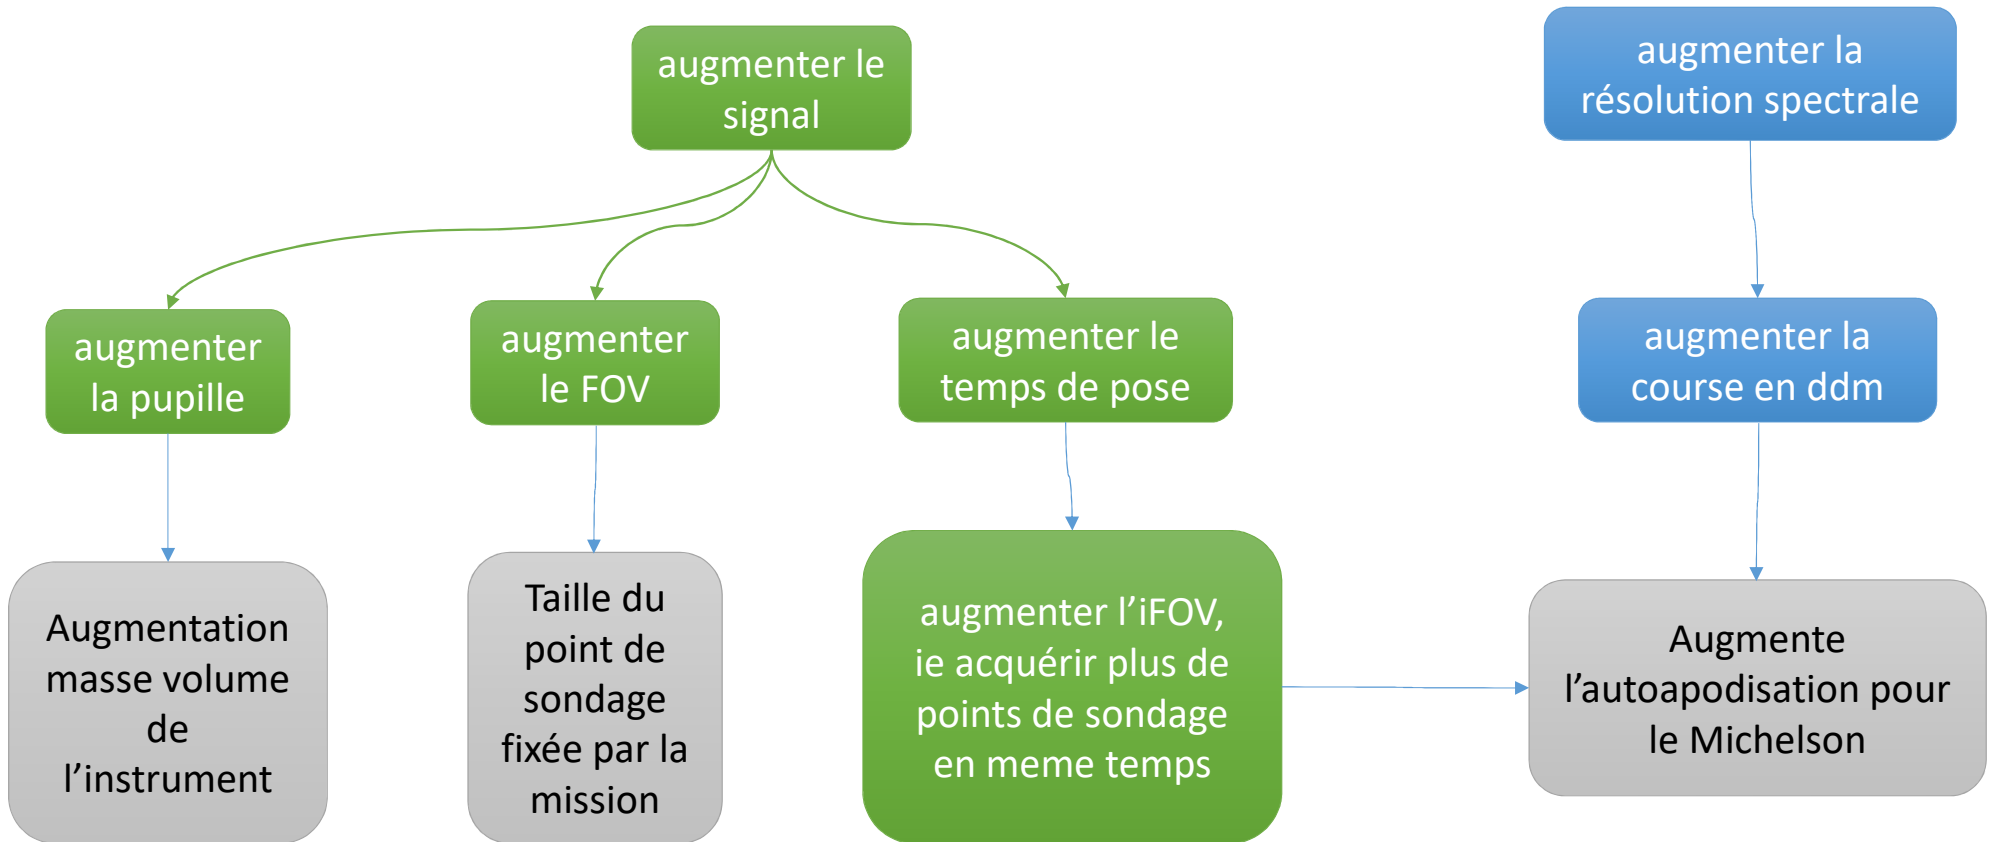 augmenter le
signal
augmenter la
résolution spectrale
augmenter
la pupille
augmenter
le FOV
augmenter le
temps de pose
augmenter la
course en ddm
Augmentation
masse volume
de
l’instrument
Taille du
point de
sondage
fixée par la
mission
augmenter l’iFOV,
ie acquérir plus de
points de sondage
en meme temps
Augmente
l’autoapodisation pour
le Michelson